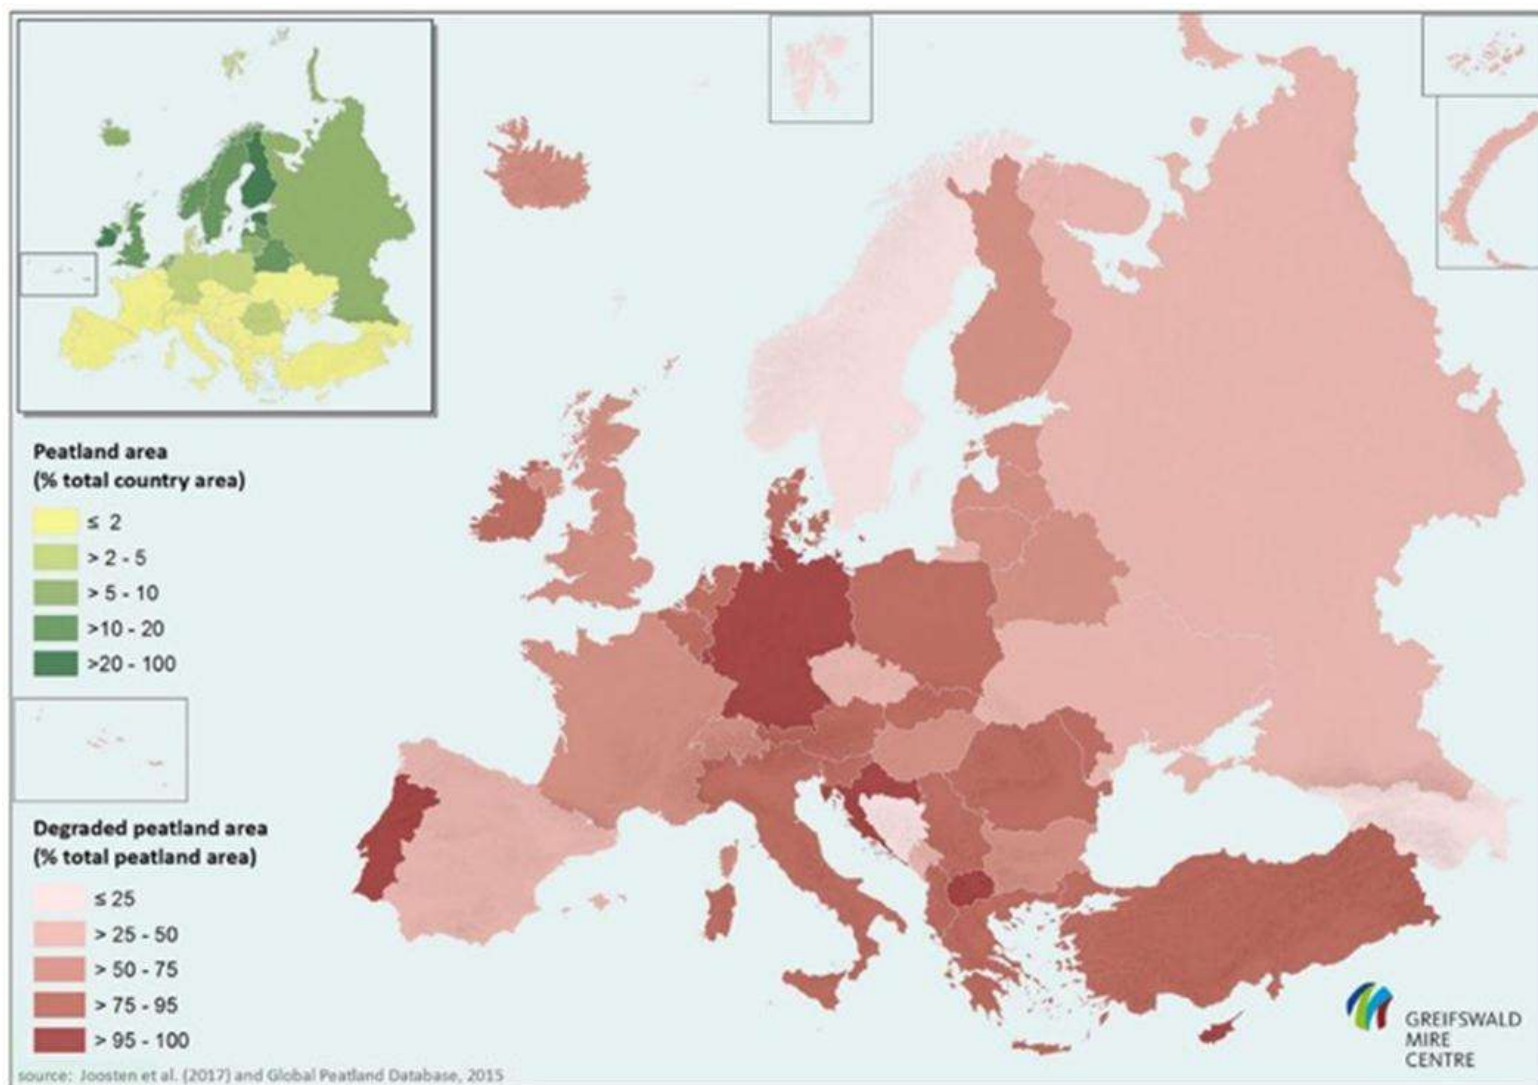 Peatland area
(% total country area)
≤ 2
> 2 - 5
> 5 - 10
>10 - 20
>20 - 100
Degraded peatland area
(% total peatland area)
≤ 25
> 25 - 50
> 50 - 75
> 75 - 95
> 95 - 100
GREIFSWALD
MIRE
CENTRE
source: Joosten et al. (2017) and Global Peatland Database, 2015